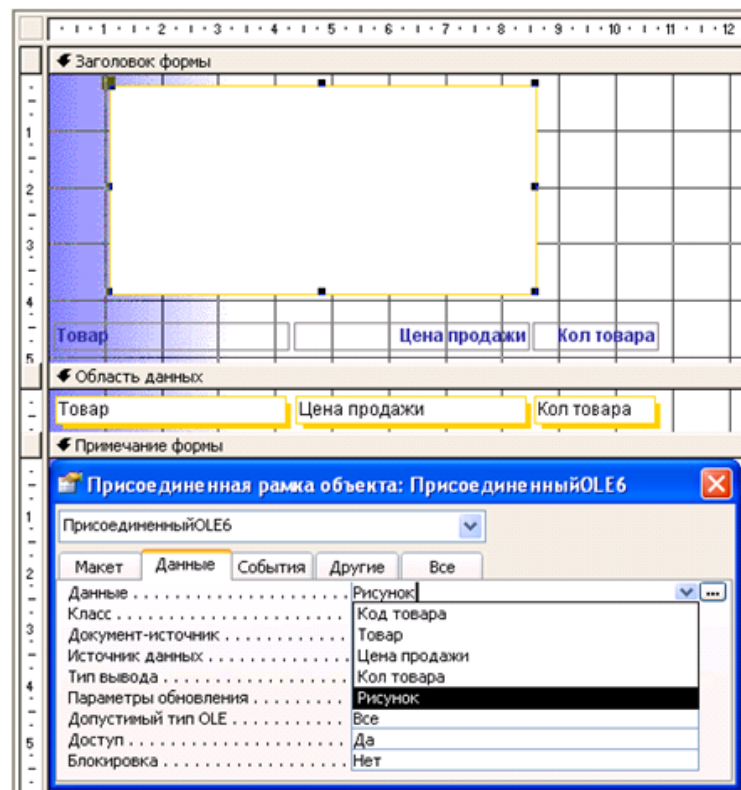 1 2 3 4 5 6 7 8 9 10 11 12
Заголовок формы
1
2
3
4
Товар Цена продажи Кол товара
5
Область данных
Товар Цена продажи Кол товара
Примечание формы
Присоединенная рамка объекта: ПрисоединенныйOLE6
1
ПрисоединенныйOLE6
Макет Данные События Другие Все
2
Данные . . . . . . . . . . . . . . . . . . . . . Рисунок ...
Класс . . . . . . . . . . . . . . . . . . . . . . Код товара
3
Документ-источник . . . . . . . . . . . . Товар
Источник данных . . . . . . . . . . . . . . Цена продажи
Тип вывода . . . . . . . . . . . . . . . . . . Кол товара
4
Параметры обновления . . . . . . . . . Рисунок
Допустимый тип OLE . . . . . . . . . . . Все
5
Доступ . . . . . . . . . . . . . . . . . . . . . Да
Блокировка . . . . . . . . . . . . . . . . . . Нет